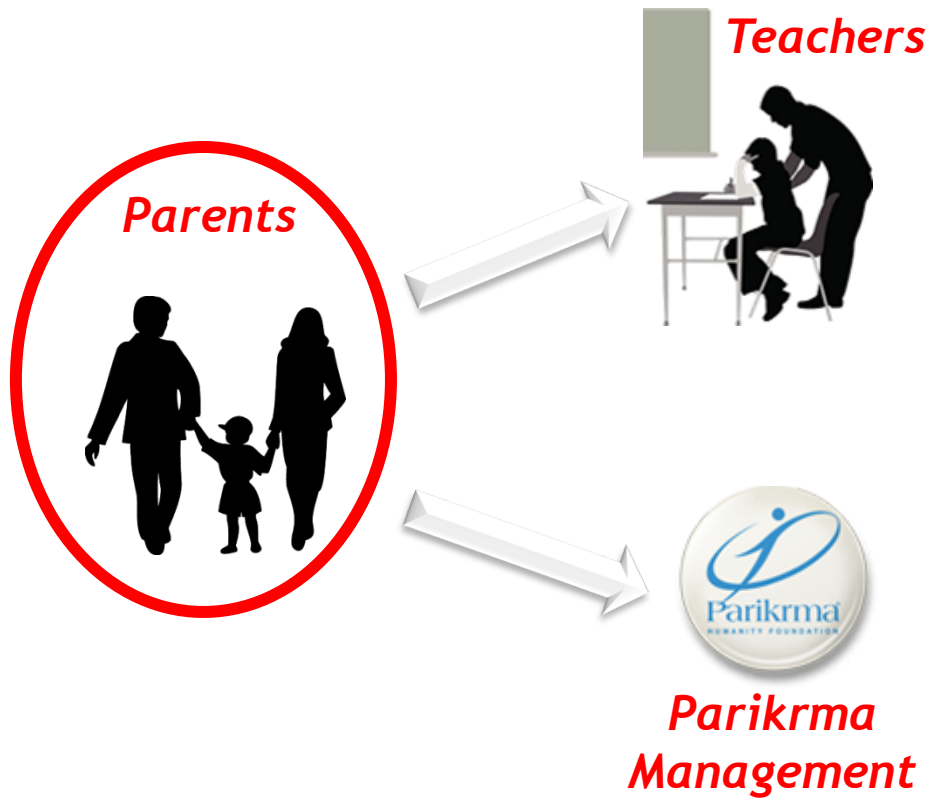 Teachers
Parents
Parikrma
HUMANITY FOUNDATION
Parikrma
Management